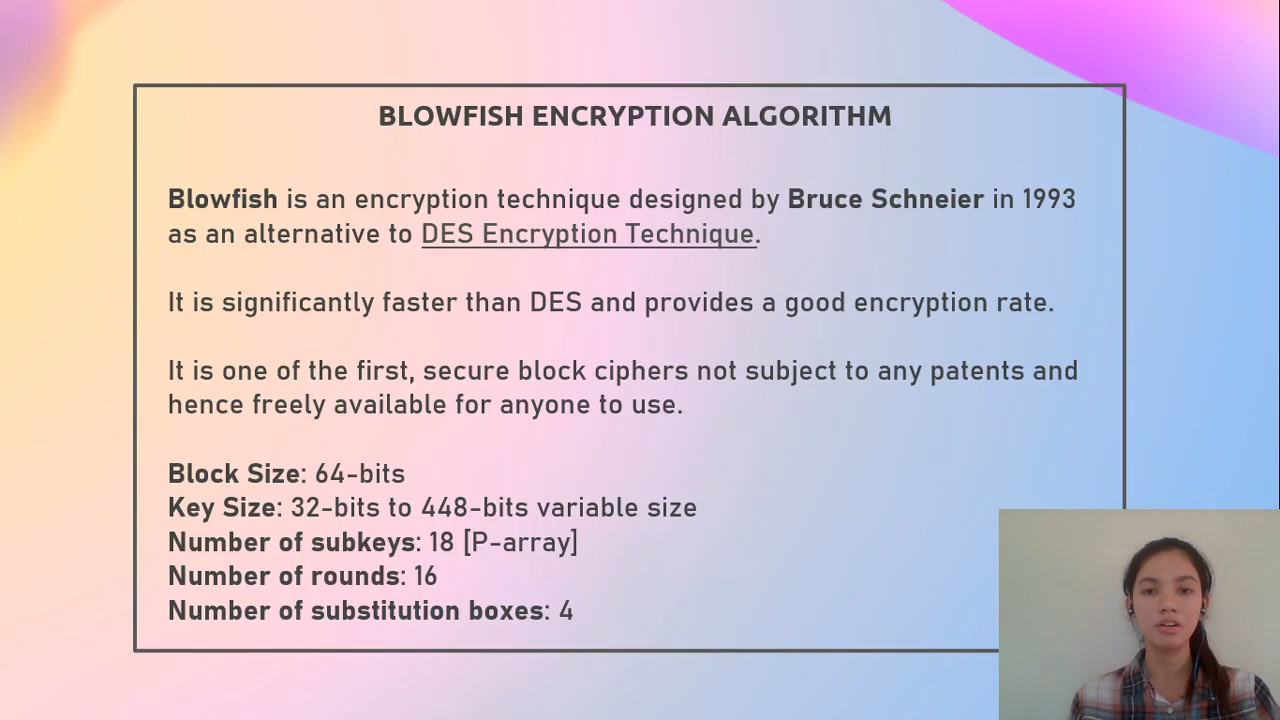 BLOWFISH ENCRYPTION ALGORITHM
Blowfish is an encryption technique designed by Bruce Schneier in 1993
as an alternative to DES Encryption Technique.
It is significantly faster than DES and provides a good encryption rate.
It is one of the first, secure block ciphers not subject to any patents and
hence freely available for anyone to use.
Block Size: 64-bits
Key Size: 32-bits to 448-bits variable size
Number of subkeys: 18 [P-array]
Number of rounds: 16
Number of substitution boxes: 4